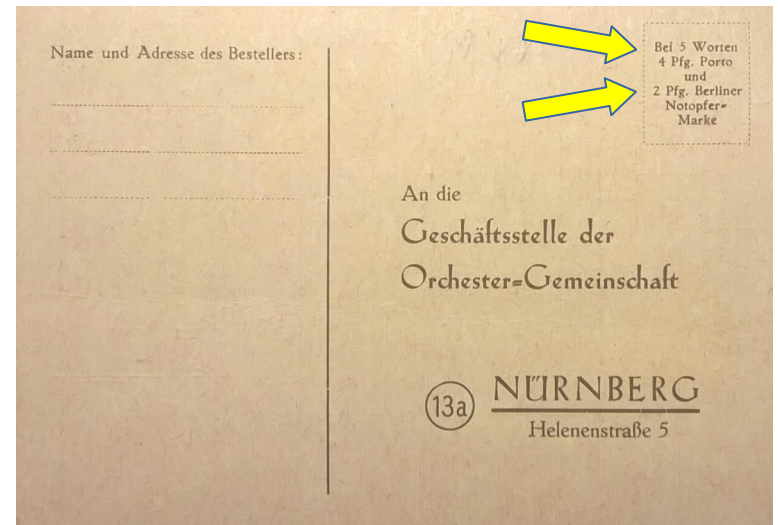 Name und Adresse des Bestellers:
Bei 5 Worten
4 Pfg. Porto
und
2 Pfg. Berliner
Notopfer=
Marke
An die
Geschäftsstelle der
Orchester=Gemeinschaft
13a
NÜRNBERG
Helenenstraße 5